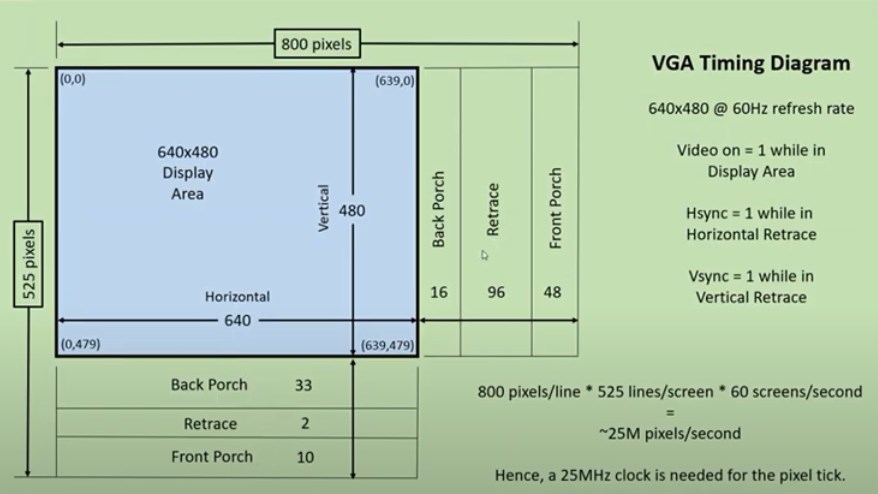 800 pixels
VGA Timing Diagram
(0,0)
(639,0)
640x480 @ 60Hz refresh rate
640x480
Display
Area
Video on = 1 while in
Display Area
Vertical
480
Back Porch
Retrace
Front Porch
525 pixels
Hsync = 1 while in
Horizontal Retrace
Vsync = 1 while in
Vertical Retrace
Horizontal
640
16
96
48
(0,479)
(639,479)
Back Porch 33
Retrace 2
Front Porch 10
800 pixels/line * 525 lines/screen * 60 screens/second
=
~25M pixels/second
Hence, a 25MHz clock is needed for the pixel tick.